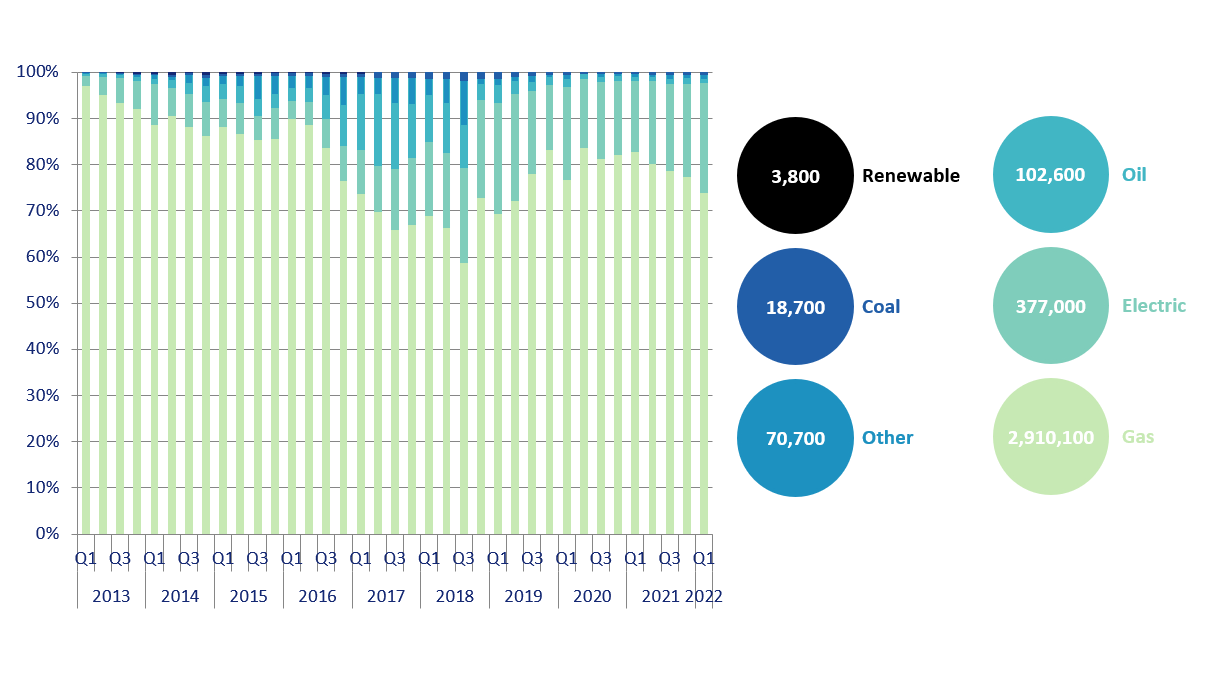 100%
90%
80%
70%
60%
50%
40%
30%
20%
10%
0%
Q1 Q3 Q1 Q3 Q1 Q3 Q1 Q3 Q1 Q3 Q1 Q3 Q1 Q3 Q1 Q3 Q1 Q3 Q1
2013 2014 2015 2016 2017 2018 2019 2020 2021 2022
3,800 Renewable
102,600 Oil
18,700 Coal
377,000 Electric
70,700 Other
2,910,100 Gas